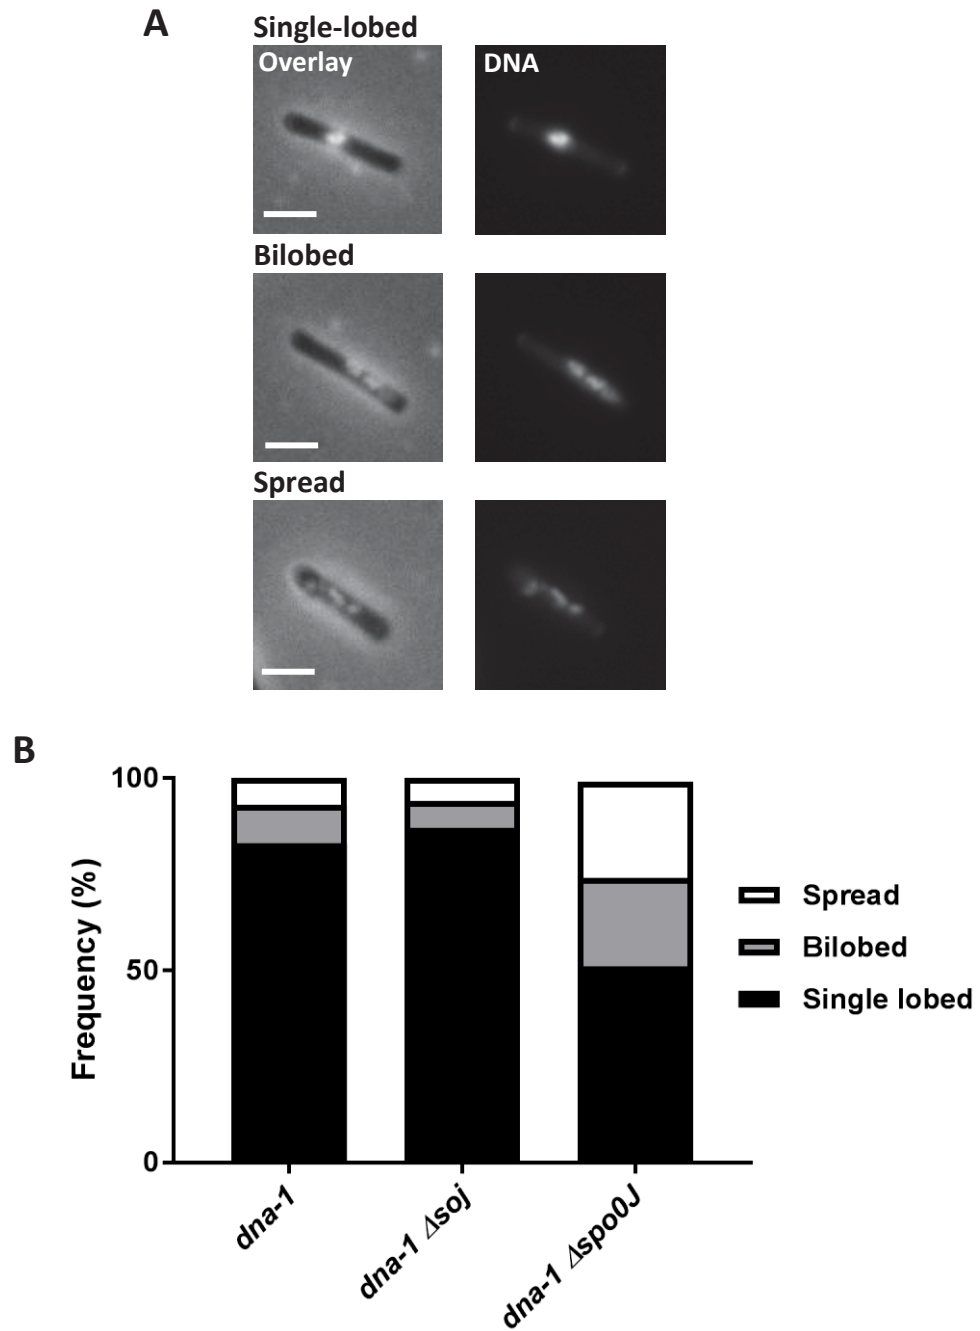 A
Single-lobed
Overlay
DNA
Bilobed
Spread
B
100
50
0
Frequency (%)
Spread
Bilobed
Single lobed
dna-1
dna-1 Δsoj
dna-1 Δspo0J